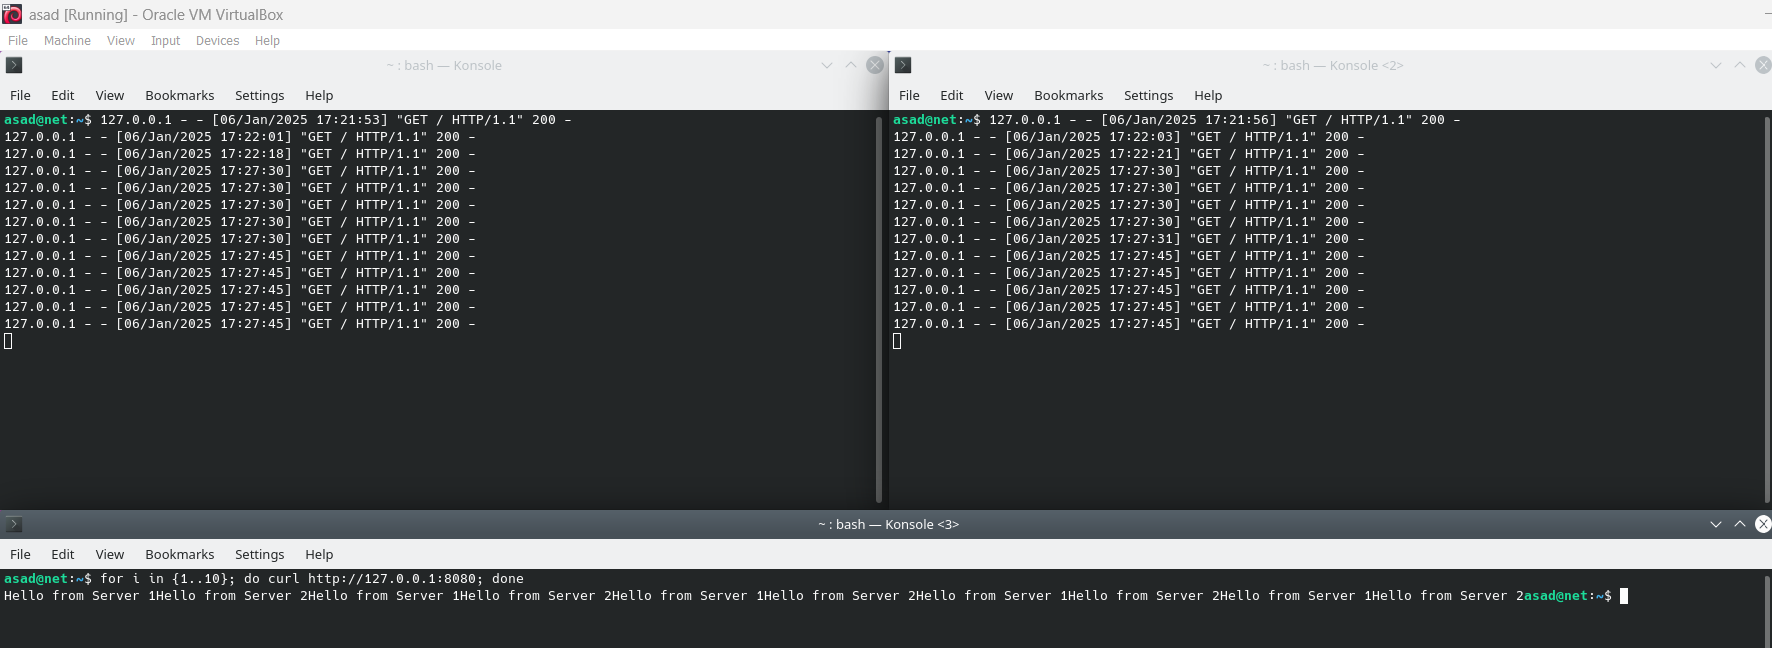 asad [Running] - Oracle VM VirtualBox
File Machine View Input Devices Help
~ : bash — Konsole
File Edit View Bookmarks Settings Help
asad@net:~$ 127.0.0.1 - - [06/Jan/2025 17:21:53] "GET / HTTP/1.1" 200 -
127.0.0.1 - - [06/Jan/2025 17:22:01] "GET / HTTP/1.1" 200 -
127.0.0.1 - - [06/Jan/2025 17:22:18] "GET / HTTP/1.1" 200 -
127.0.0.1 - - [06/Jan/2025 17:27:30] "GET / HTTP/1.1" 200 -
127.0.0.1 - - [06/Jan/2025 17:27:30] "GET / HTTP/1.1" 200 -
127.0.0.1 - - [06/Jan/2025 17:27:30] "GET / HTTP/1.1" 200 -
127.0.0.1 - - [06/Jan/2025 17:27:30] "GET / HTTP/1.1" 200 -
127.0.0.1 - - [06/Jan/2025 17:27:30] "GET / HTTP/1.1" 200 -
127.0.0.1 - - [06/Jan/2025 17:27:45] "GET / HTTP/1.1" 200 -
127.0.0.1 - - [06/Jan/2025 17:27:45] "GET / HTTP/1.1" 200 -
127.0.0.1 - - [06/Jan/2025 17:27:45] "GET / HTTP/1.1" 200 -
127.0.0.1 - - [06/Jan/2025 17:27:45] "GET / HTTP/1.1" 200 -
127.0.0.1 - - [06/Jan/2025 17:27:45] "GET / HTTP/1.1" 200 -
~ : bash — Konsole <2>
File Edit View Bookmarks Settings Help
asad@net:~$ 127.0.0.1 - - [06/Jan/2025 17:21:56] "GET / HTTP/1.1" 200 -
127.0.0.1 - - [06/Jan/2025 17:22:03] "GET / HTTP/1.1" 200 -
127.0.0.1 - - [06/Jan/2025 17:22:21] "GET / HTTP/1.1" 200 -
127.0.0.1 - - [06/Jan/2025 17:27:30] "GET / HTTP/1.1" 200 -
127.0.0.1 - - [06/Jan/2025 17:27:30] "GET / HTTP/1.1" 200 -
127.0.0.1 - - [06/Jan/2025 17:27:30] "GET / HTTP/1.1" 200 -
127.0.0.1 - - [06/Jan/2025 17:27:30] "GET / HTTP/1.1" 200 -
127.0.0.1 - - [06/Jan/2025 17:27:31] "GET / HTTP/1.1" 200 -
127.0.0.1 - - [06/Jan/2025 17:27:45] "GET / HTTP/1.1" 200 -
127.0.0.1 - - [06/Jan/2025 17:27:45] "GET / HTTP/1.1" 200 -
127.0.0.1 - - [06/Jan/2025 17:27:45] "GET / HTTP/1.1" 200 -
127.0.0.1 - - [06/Jan/2025 17:27:45] "GET / HTTP/1.1" 200 -
127.0.0.1 - - [06/Jan/2025 17:27:45] "GET / HTTP/1.1" 200 -
~ : bash — Konsole <3>
File Edit View Bookmarks Settings Help
asad@net:~$ for i in {1..10}; do curl http://127.0.0.1:8080; done
Hello from Server 1Hello from Server 2Hello from Server 1Hello from Server 2Hello from Server 1Hello from Server 2Hello from Server 1Hello from Server 2Hello from Server 1Hello from Server 2asad@net:~$